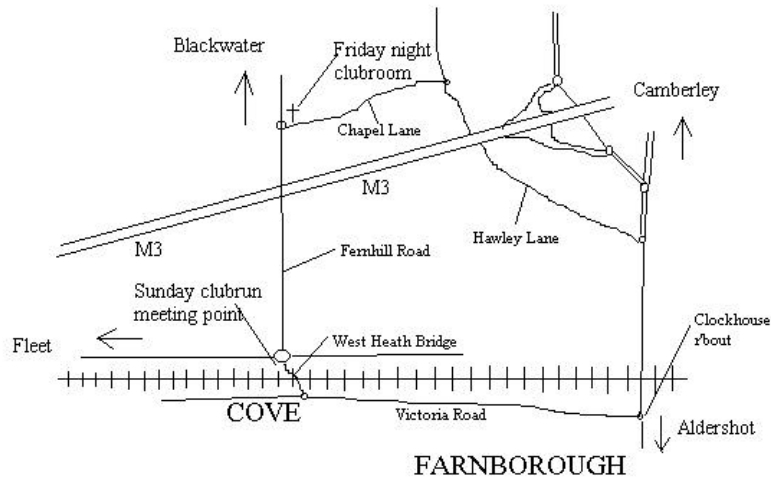 Blackwater
Friday night
clubroom
Camberley
Chapel Lane
M3
M3
Hawley Lane
Fernhill Road
Sunday clubrun
meeting point
Clockhouse
r'bout
Fleet
West Heath Bridge
COVE
Victoria Road
Aldershot
FARNBOROUGH